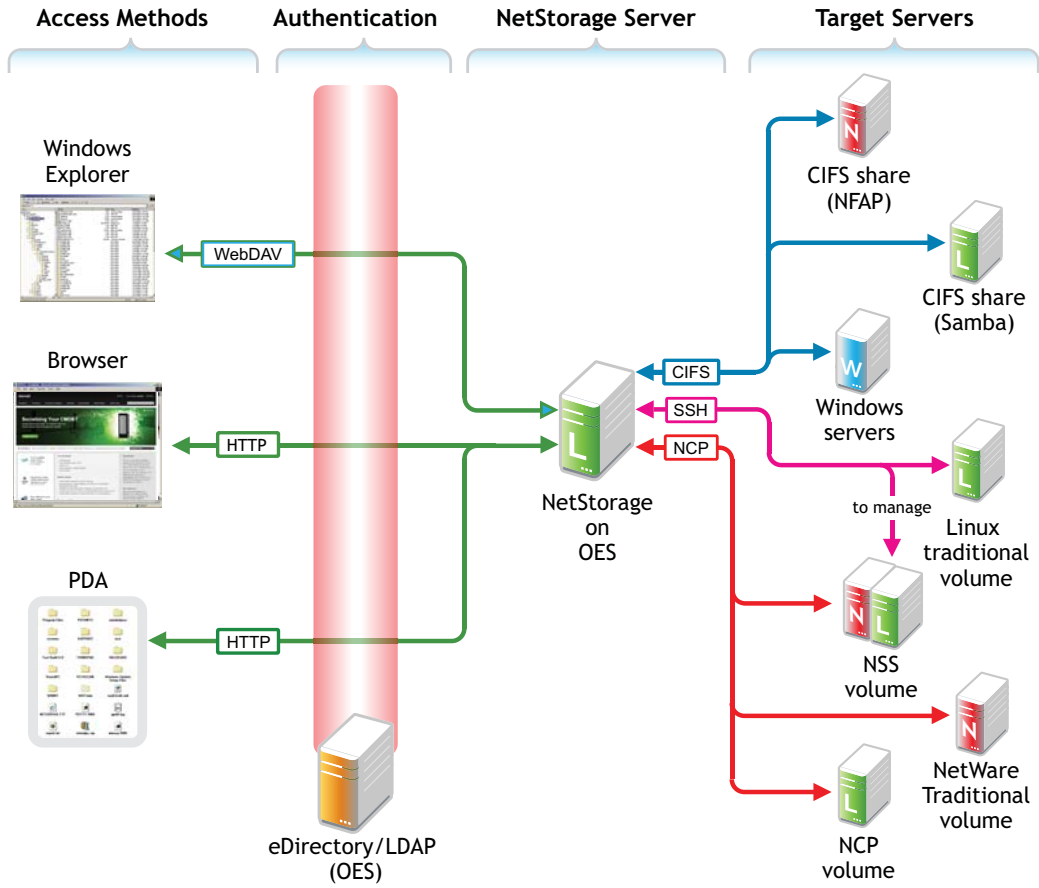 Access Methods
Authentication
NetStorage Server
Target Servers
Windows
Explorer
WebDAV
Browser
HTTP
PDA
HTTP
eDirectory/LDAP
(OES)
L
NetStorage
on
OES
CIFS
SSH
NCP
N
CIFS share
(NFAP)
L
CIFS share
(Samba)
W
Windows
servers
L
Linux
traditional
volume
to manage
N
L
NSS
volume
N
NetWare
Traditional
volume
L
NCP
volume